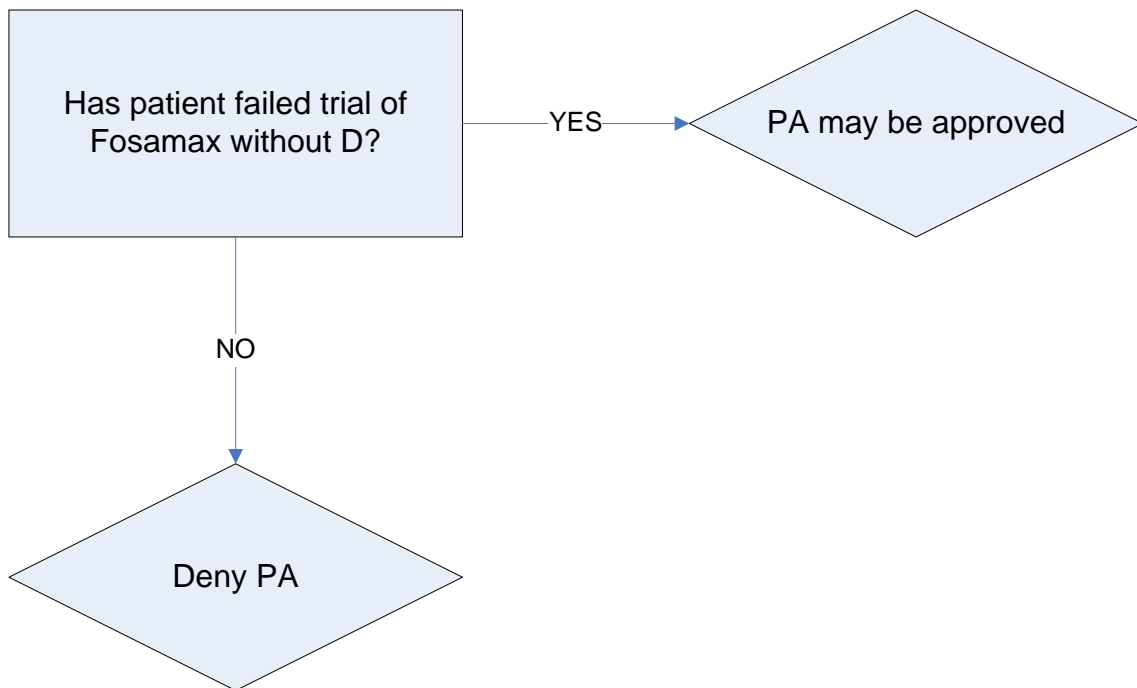 Has patient failed trial of
Fosamax without D?
YES
PA may be approved
NO
Deny PA